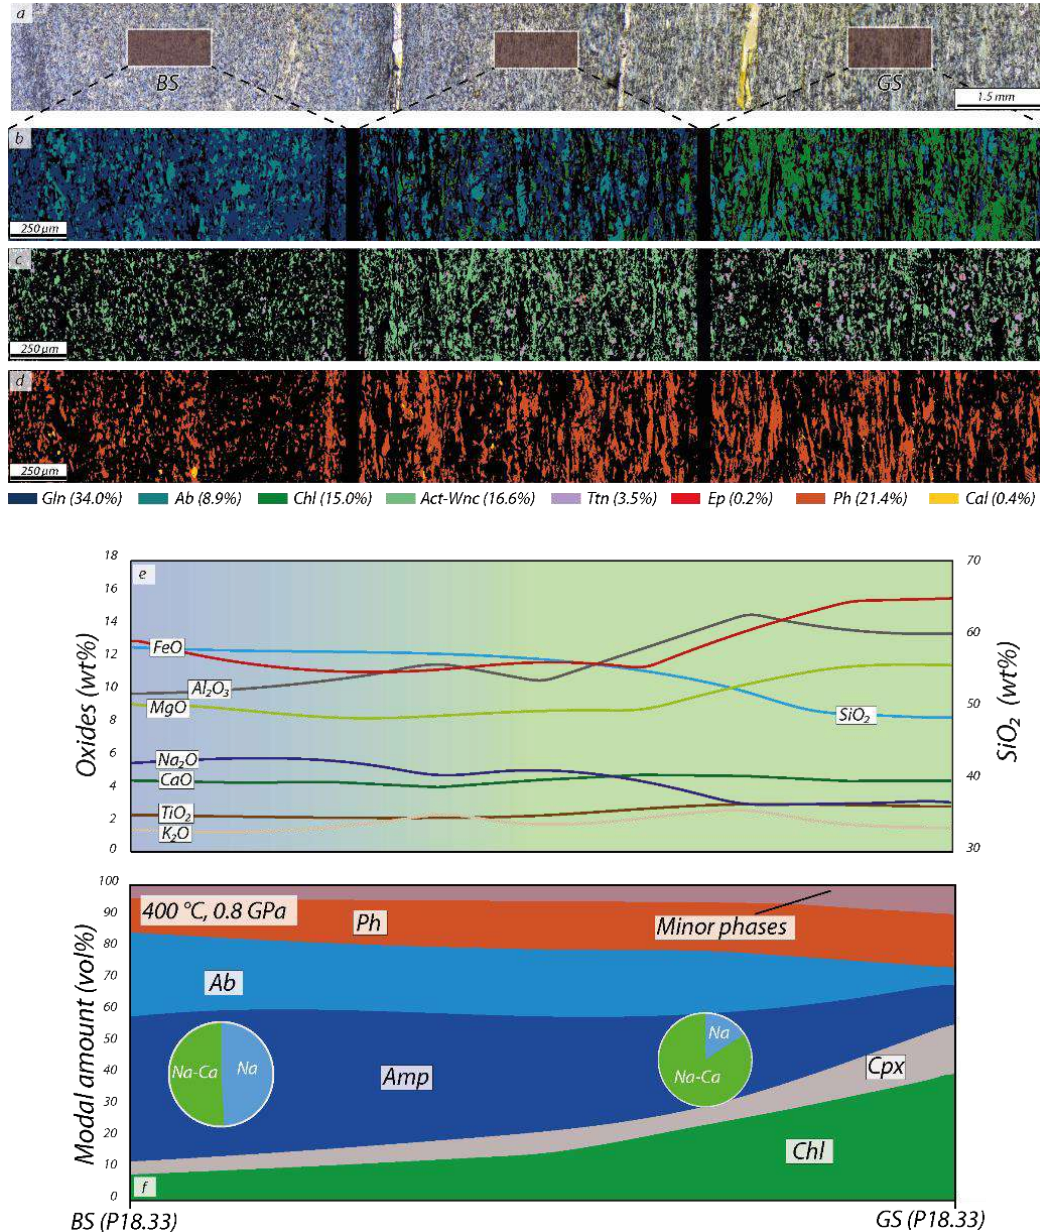 a
BS
GS
1.5 mm
b
250 µm
c
250 µm
d
250 µm
Gln (34.0%) Ab (8.9%) Chl (15.0%) Act-Wnc (16.6%) Ttn (3.5%) Ep (0.2%) Ph (21.4%) Cal (0.4%)
Oxides (wt%)
18
16
14
12
10
8
6
4
2
0
e
FeO
Al₂O₃
MgO
Na₂O
CaO
TiO₂
K₂O
SiO₂
70
60
50
40
30
SiO₂ (wt%)
Modal amount (vol%)
100
90
80
70
60
50
40
30
20
10
0
400 °C, 0.8 GPa
Ph
Minor phases
Ab
Na-Ca Na
Amp
Na
Na-Ca
Cpx
Chl
f
BS (P18.33) GS (P18.33)